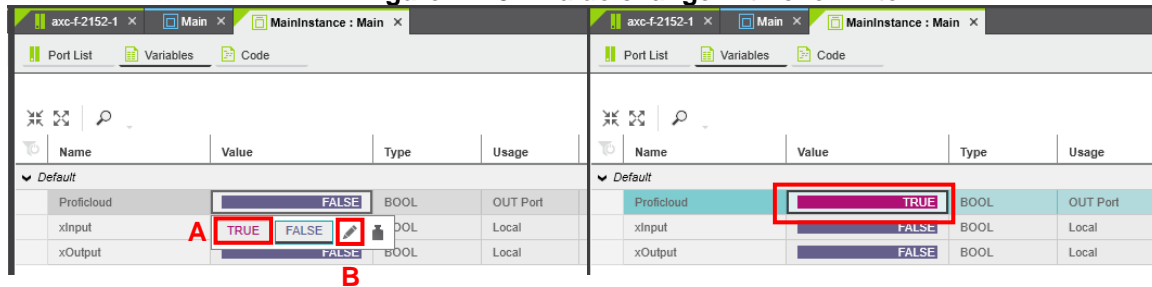 axc-f-2152-1 × Main × MainInstance : Main ×
Port List Variables Code
Name Value Type Usage
Default
Proficloud FALSE BOOL OUT Port
xInput TRUE FALSE OOL Local
xOutput FALSE BOOL Local
A
B
axc-f-2152-1 × Main × MainInstance : Main ×
Port List Variables Code
Name Value Type Usage
Default
Proficloud TRUE BOOL OUT Port
xInput FALSE BOOL Local
xOutput FALSE BOOL Local